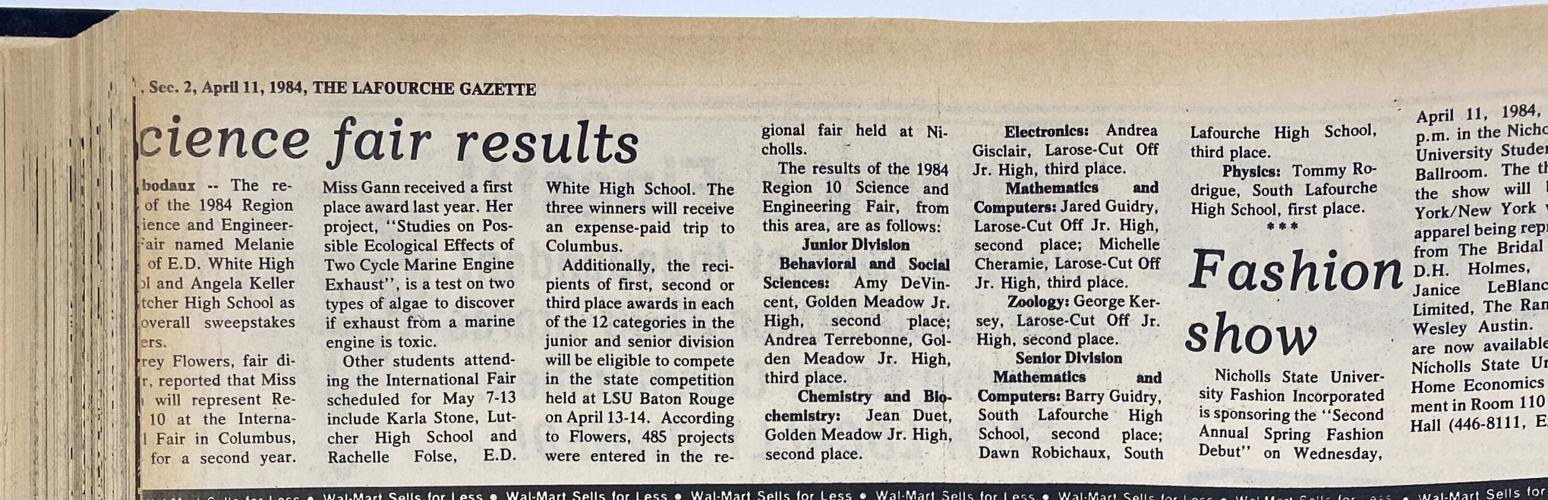 , Sec. 2, April 11, 1984, THE LAFOURCHE GAZETTE
cience fair results
bodaux -- The re-
of the 1984 Region
ience and Engineer-
air named Melanie
of E.D. White High
ol and Angela Keller
tcher High School as
overall sweepstakes
ers.
rey Flowers, fair di-
r, reported that Miss
will represent Re-
10 at the Interna-
l Fair in Columbus,
for a second year.
Miss Gann received a first
place award last year. Her
project, "Studies on Pos-
sible Ecological Effects of
Two Cycle Marine Engine
Exhaust", is a test on two
types of algae to discover
if exhaust from a marine
engine is toxic.
Other students attend-
ing the International Fair
scheduled for May 7-13
include Karla Stone, Lut-
cher High School and
Rachelle Folse, E.D.
White High School. The
three winners will receive
an expense-paid trip to
Columbus.
Additionally, the reci-
pients of first, second or
third place awards in each
of the 12 categories in the
junior and senior division
will be eligible to compete
in the state competition
held at LSU Baton Rouge
on April 13-14. According
to Flowers, 485 projects
were entered in the re-
gional fair held at Ni-
cholls.
The results of the 1984
Region 10 Science and
Engineering Fair, from
this area, are as follows:
Junior Division
Behavioral and Social
Sciences: Amy DeVin-
cent, Golden Meadow Jr.
High, second place;
Andrea Terrebonne, Gol-
den Meadow Jr. High,
third place.
Chemistry and Bio-
chemistry: Jean Duet,
Golden Meadow Jr. High,
second place.
Electronics: Andrea
Gisclair, Larose-Cut Off
Jr. High, third place.
Mathematics and
Computers: Jared Guidry,
Larose-Cut Off Jr. High,
second place; Michelle
Cheramie, Larose-Cut Off
Jr. High, third place.
Zoology: George Ker-
sey, Larose-Cut Off Jr.
High, second place.
Senior Division
Mathematics and
Computers: Barry Guidry,
South Lafourche High
School, second place;
Dawn Robichaux, South
Lafourche High School,
third place.
Physics: Tommy Ro-
drigue, South Lafourche
High School, first place.
***
Fashion
show
Nicholls State Univer-
sity Fashion Incorporated
is sponsoring the "Second
Annual Spring Fashion
Debut" on Wednesday,
April 11, 1984,
p.m. in the Nicho
University Studen
Ballroom. The th
the show will
York/New York
apparel being repr
from The Bridal
D.H. Holmes,
Janice LeBlanc
Limited, The Ran
Wesley Austin.
are now available
Nicholls State Un
Home Economics
ment in Room 110
Hall (446-8111, E
Wal-Mart Sells for Less • Wal-Mart Sells for Less • Wal-Mart Sells for Less • Wal-Mart Sells for Less